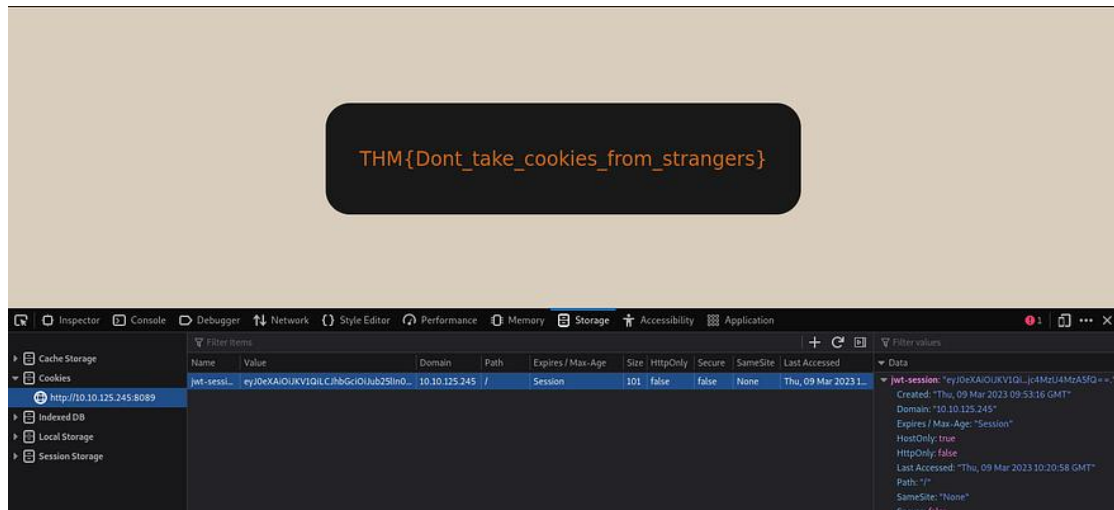 THM{Dont_take_cookies_from_strangers}
Inspector Console Debugger Network Style Editor Performance Memory Storage Accessibility Application 1
Filter Items
Filter values
Cache Storage
Cookies
http://10.10.125.245:8089
Indexed DB
Local Storage
Session Storage
Name Value Domain Path Expires / Max-Age Size HttpOnly Secure SameSite Last Accessed
jwt-sessi... 10.10.125.245 / Session 101 false false None Thu, 09 Mar 2023 1...
Data
jwt-session:
Created: "Thu, 09 Mar 2023 09:53:16 GMT"
Domain: "10.10.125.245"
Expires / Max-Age: "Session"
HostOnly: true
HttpOnly: false
Last Accessed: "Thu, 09 Mar 2023 10:20:58 GMT"
Path: "/"
SameSite: "None"